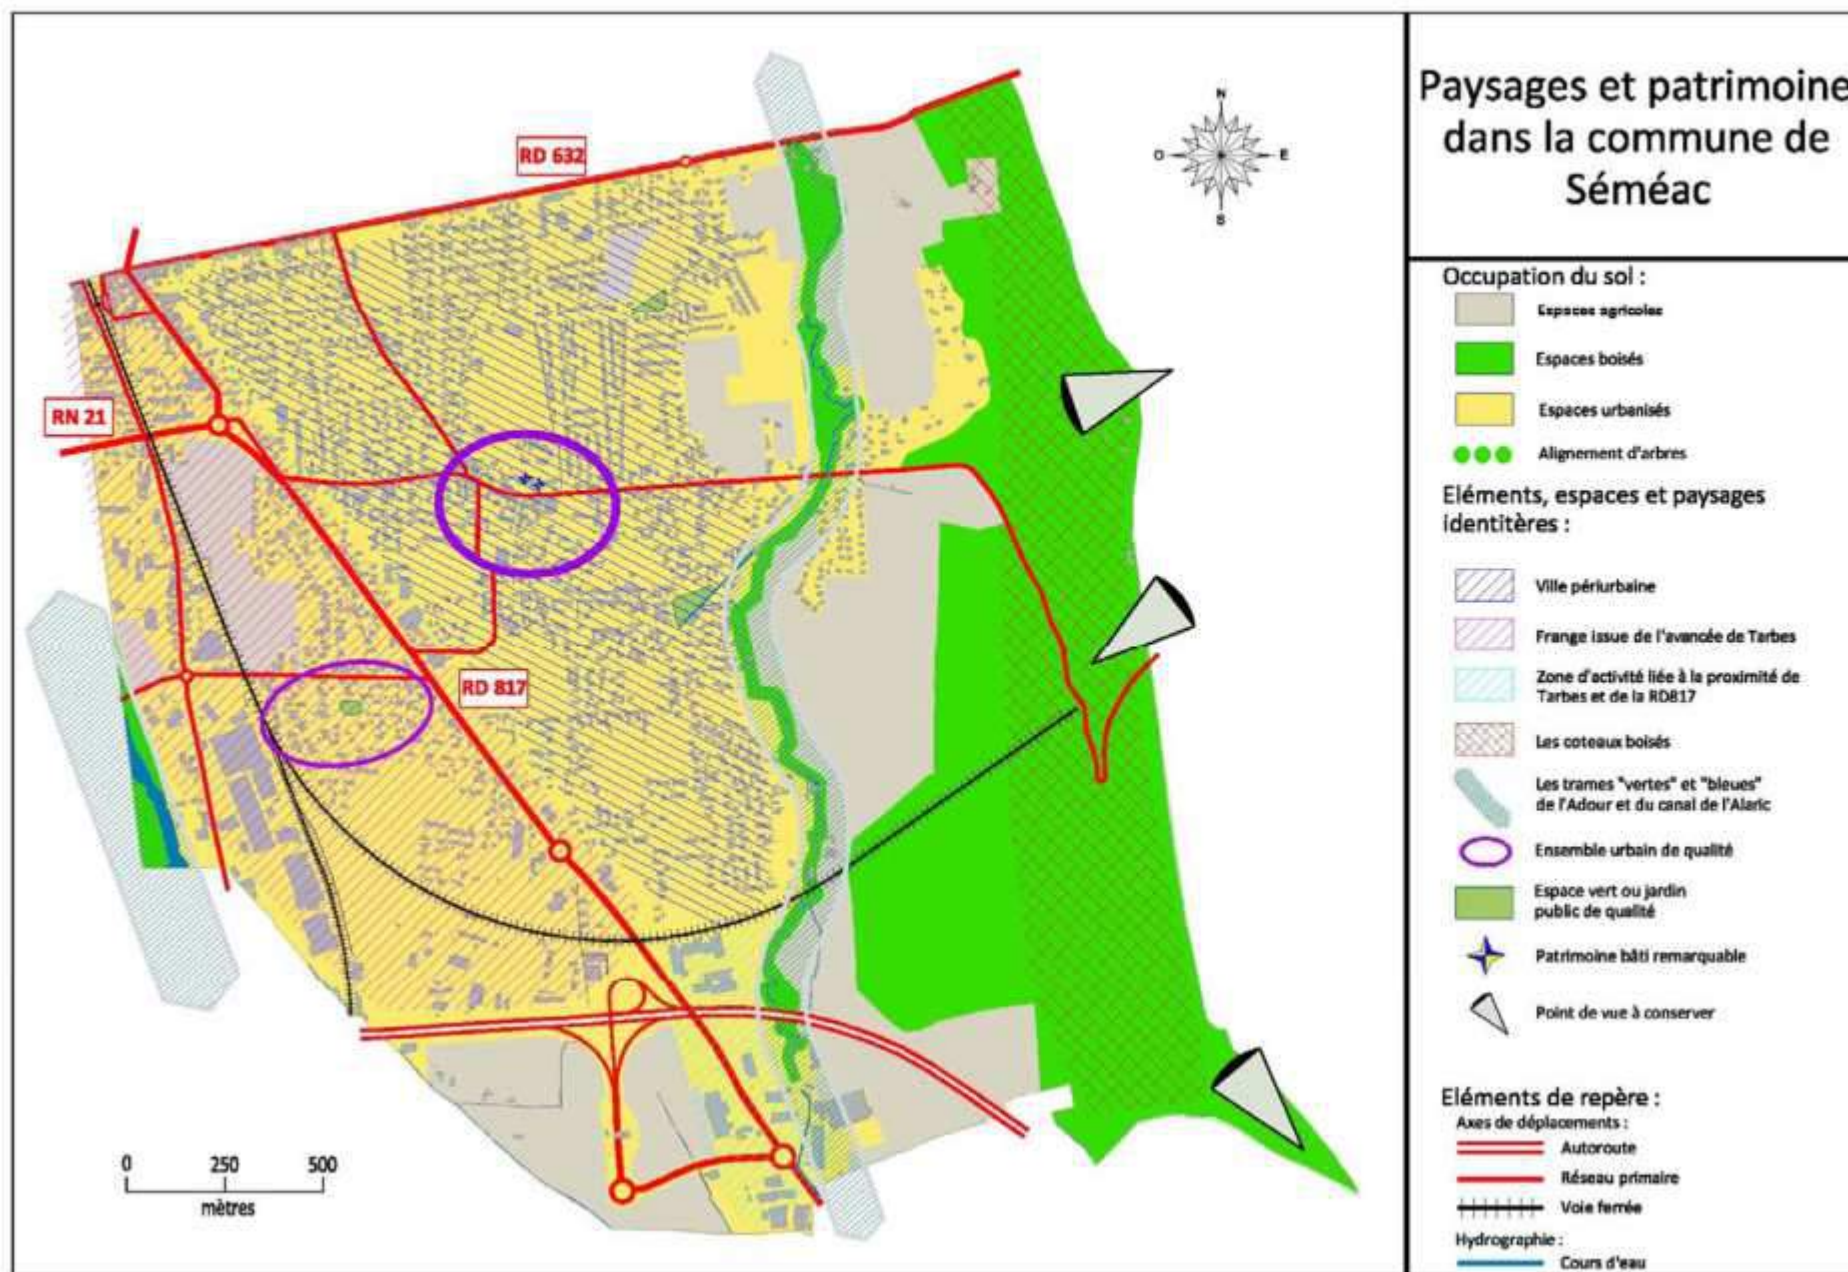 Paysages et patrimoine
dans la commune de
Séméac
N
O
E
S
RD 632
RN 21
RD 817
0
250
500
mètres
Occupation du sol :
Espaces agricoles
Espaces boisés
Espaces urbanisés
Alignement d'arbres
Eléments, espaces et paysages
identitères :
Ville périurbaine
Frange issue de l'avancée de Tarbes
Zone d'activité liée à la proximité de
Tarbes et de la RD817
Les coteaux boisés
Les trames "vertes" et "bleues"
de l'Adour et du canal de l'Alaric
Ensemble urbain de qualité
Espace vert ou jardin
public de qualité
Patrimoine bâti remarquable
Point de vue à conserver
Eléments de repère :
Axes de déplacements :
Autoroute
Réseau primaire
Voie ferrée
Hydrographie :
Cours d'eau